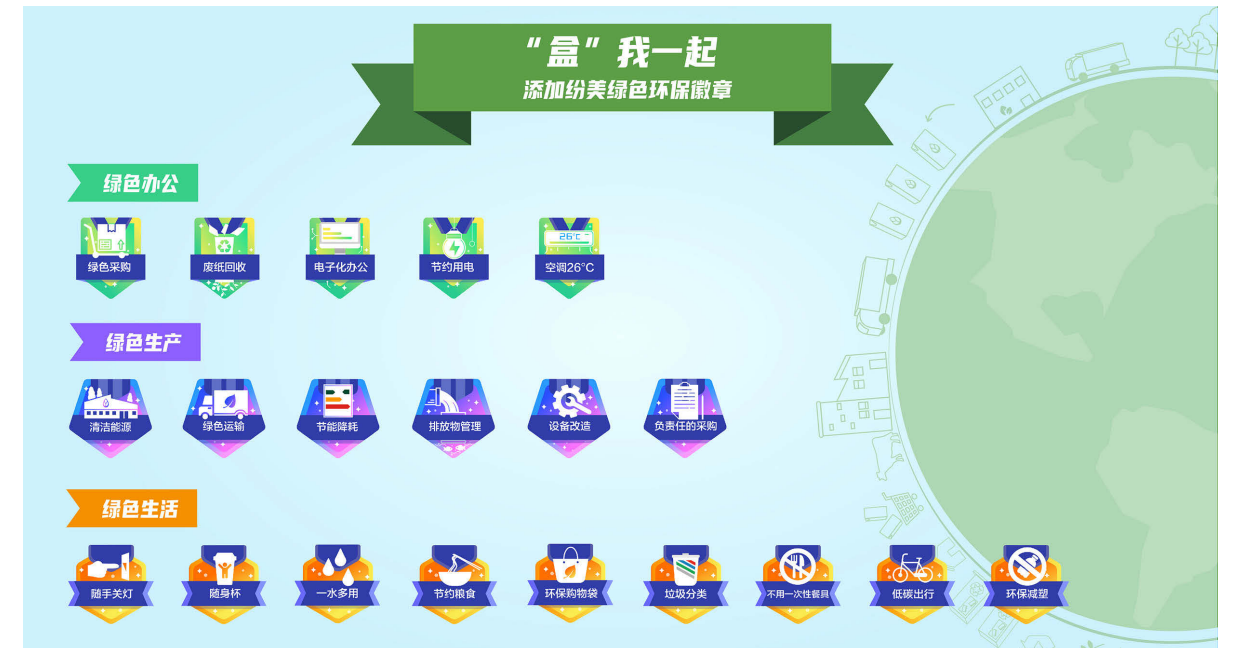 “盒”我一起
添加纷美绿色环保徽章
绿色办公
绿色采购
废纸回收
电子化办公
节约用电
26℃
空调26°C
绿色生产
清洁能源
绿色运输
节能降耗
排放物管理
设备改造
负责任的采购
绿色生活
随手关灯
随身杯
一水多用
节约粮食
环保购物袋
垃圾分类
不用一次性餐具
低碳出行
环保减塑